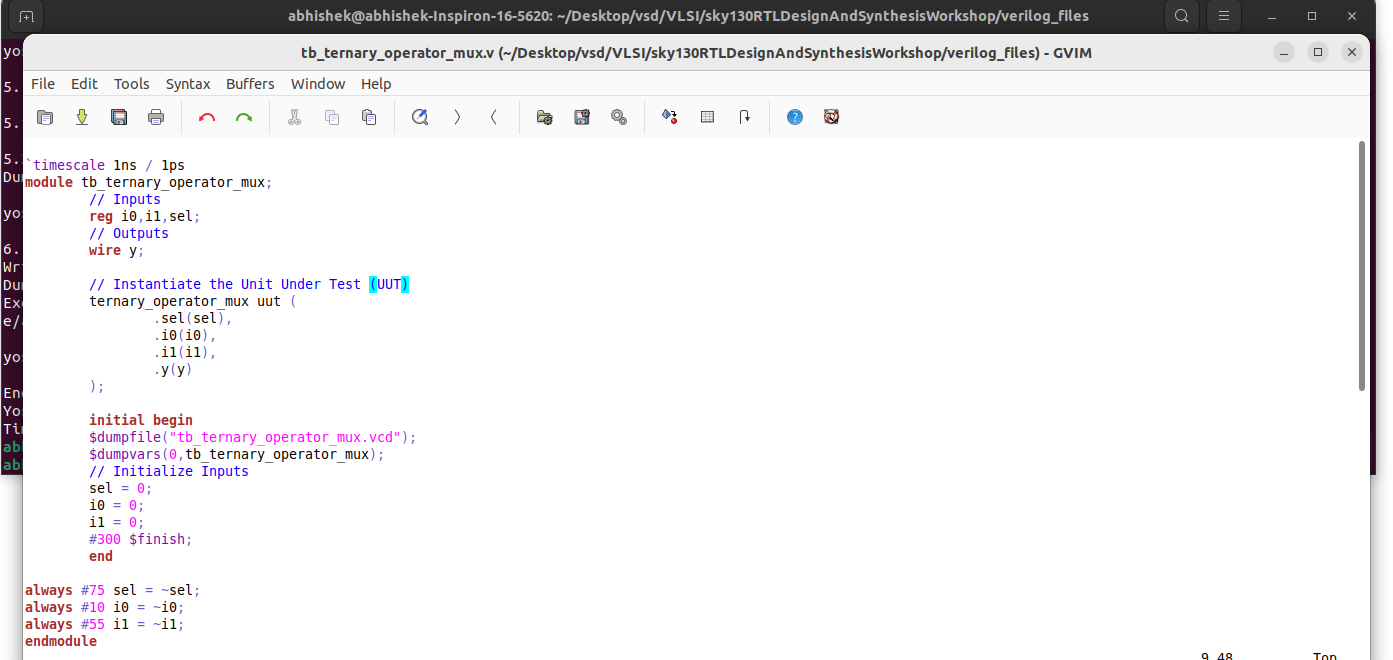 abhishek@abhishek-Inspiron-16-5620: ~/Desktop/vsd/VLSI/sky130RTLDesignAndSynthesisWorkshop/verilog_files
tb_ternary_operator_mux.v (~/Desktop/vsd/VLSI/sky130RTLDesignAndSynthesisWorkshop/verilog_files) - GVIM
File Edit Tools Syntax Buffers Window Help
`timescale 1ns / 1ps
module tb_ternary_operator_mux;
// Inputs
reg i0,i1,sel;
// Outputs
wire y;
// Instantiate the Unit Under Test (UUT)
ternary_operator_mux uut (
.sel(sel),
.i0(i0),
.i1(i1),
.y(y)
);
initial begin
$dumpfile("tb_ternary_operator_mux.vcd");
$dumpvars(0,tb_ternary_operator_mux);
// Initialize Inputs
sel = 0;
i0 = 0;
i1 = 0;
#300 $finish;
end
always #75 sel = ~sel;
always #10 i0 = ~i0;
always #55 i1 = ~i1;
endmodule
9,48 Top